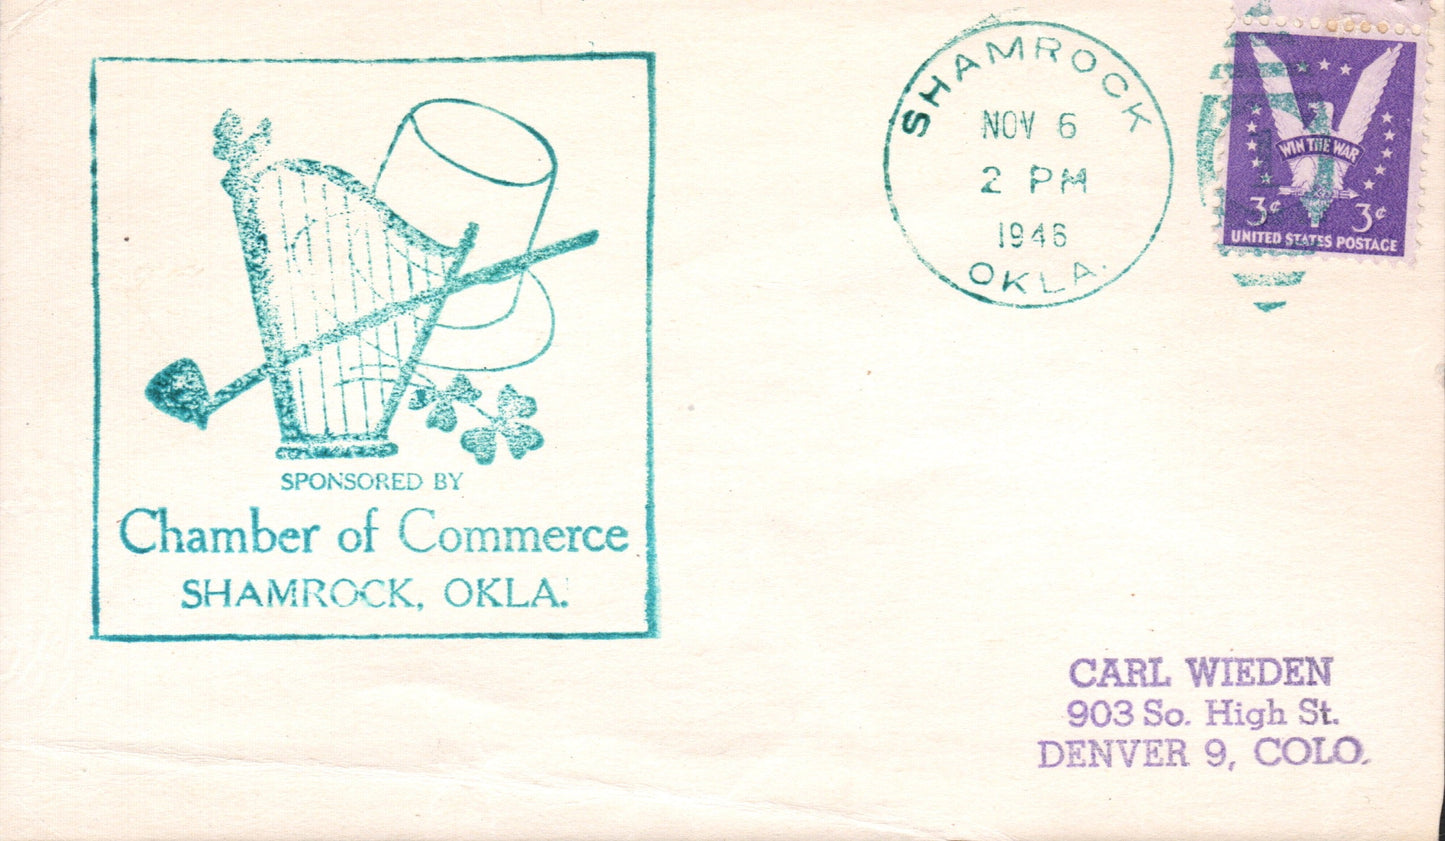 SHAMROCK
NOV 6
2 PM
1946
OKLA.
WIN THE WAR
3¢ 3¢
UNITED STATES POSTAGE
SPONSORED BY
Chamber of Commerce
SHAMROCK, OKLA.
CARL WIEDEN
903 So. High St.
DENVER 9, COLO.